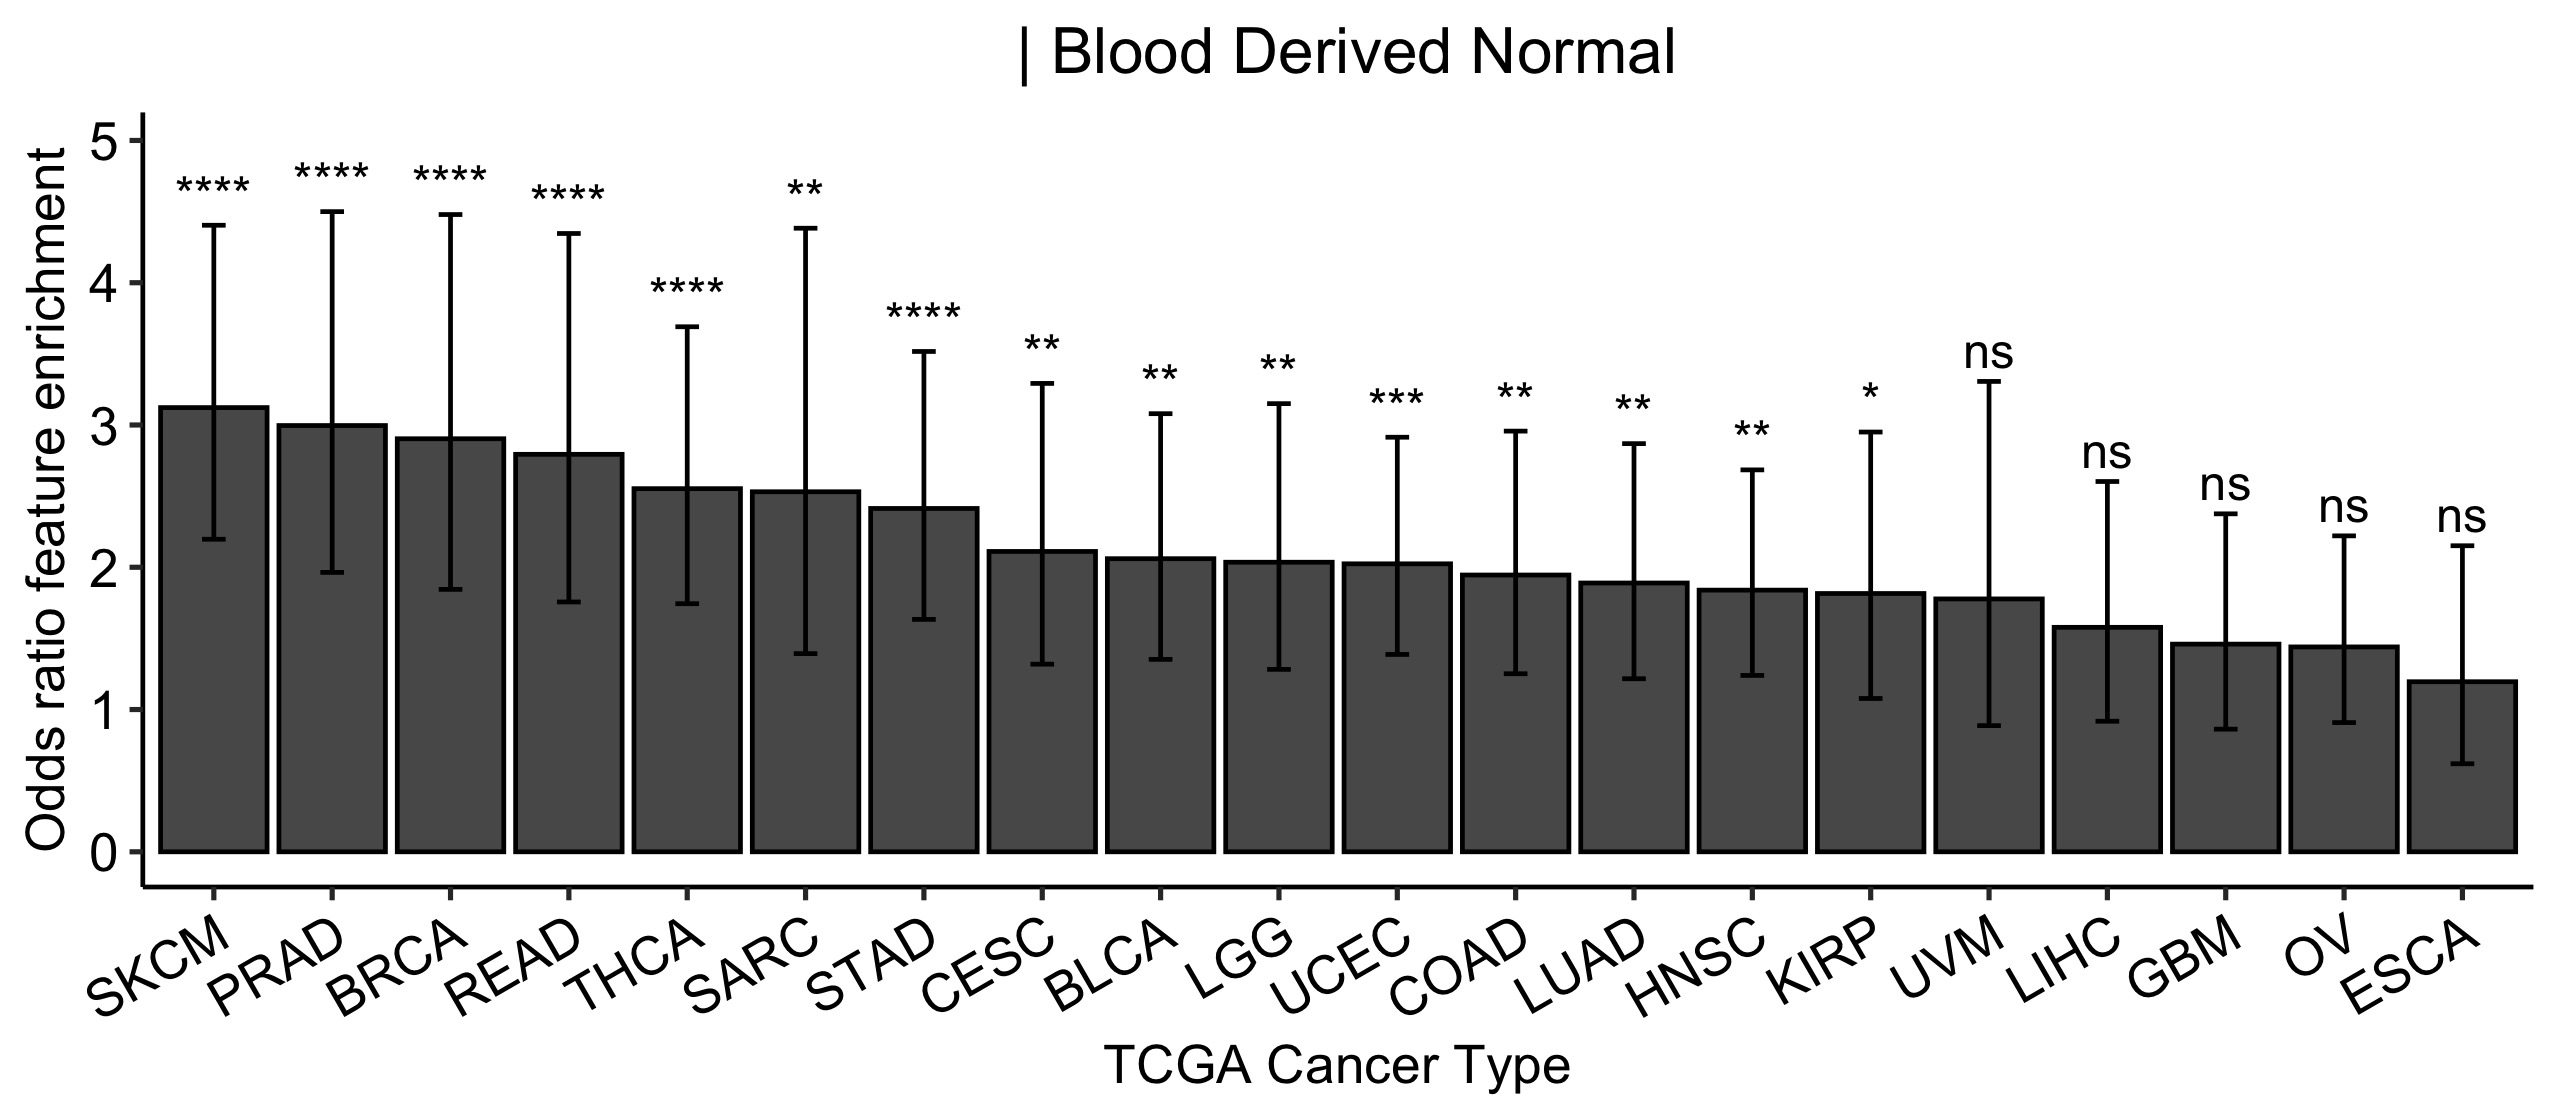 | Blood Derived Normal
Odds ratio feature enrichment
5
4
3
2
1
0
****
****
****
****
****
**
****
**
**
**
***
**
**
**
*
ns
ns
ns
ns
ns
SKCM
PRAD
BRCA
READ
THCA
SARC
STAD
CESC
BLCA
LGG
UCEC
COAD
LUAD
HNSC
KIRP
UVM
LIHC
GBM
OV
ESCA
TCGA Cancer Type